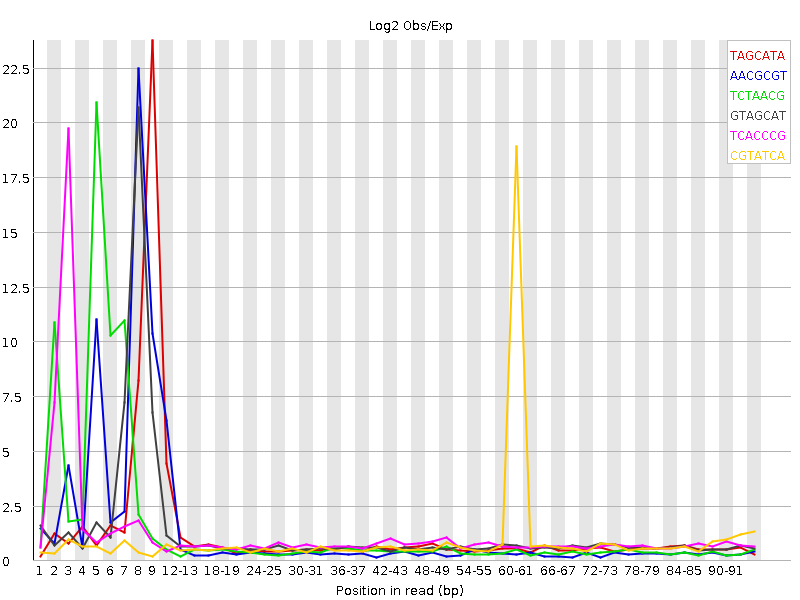 Log2 Obs/Exp
TAGCATA
AACGCGT
TCTAACG
GTAGCAT
TCACCCG
CGTATCA
22.5
20
17.5
15
12.5
10
7.5
5
2.5
0
1 2 3 4 5 6 7 8 9 12-13 18-19 24-25 30-31 36-37 42-43 48-49 54-55 60-61 66-67 72-73 78-79 84-85 90-91
Position in read (bp)